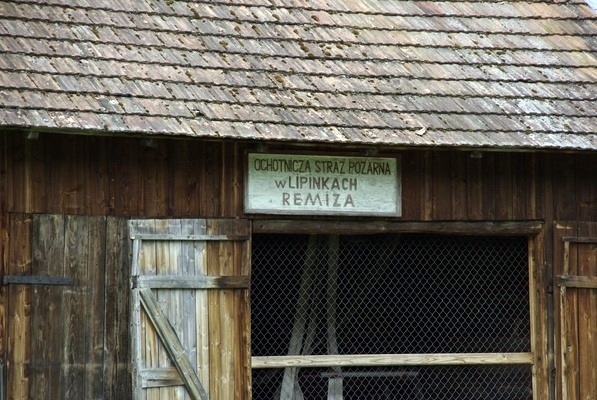 OCHOTNICZA STRAŻ POŻARNA
w LIPINKACH
REMIZA